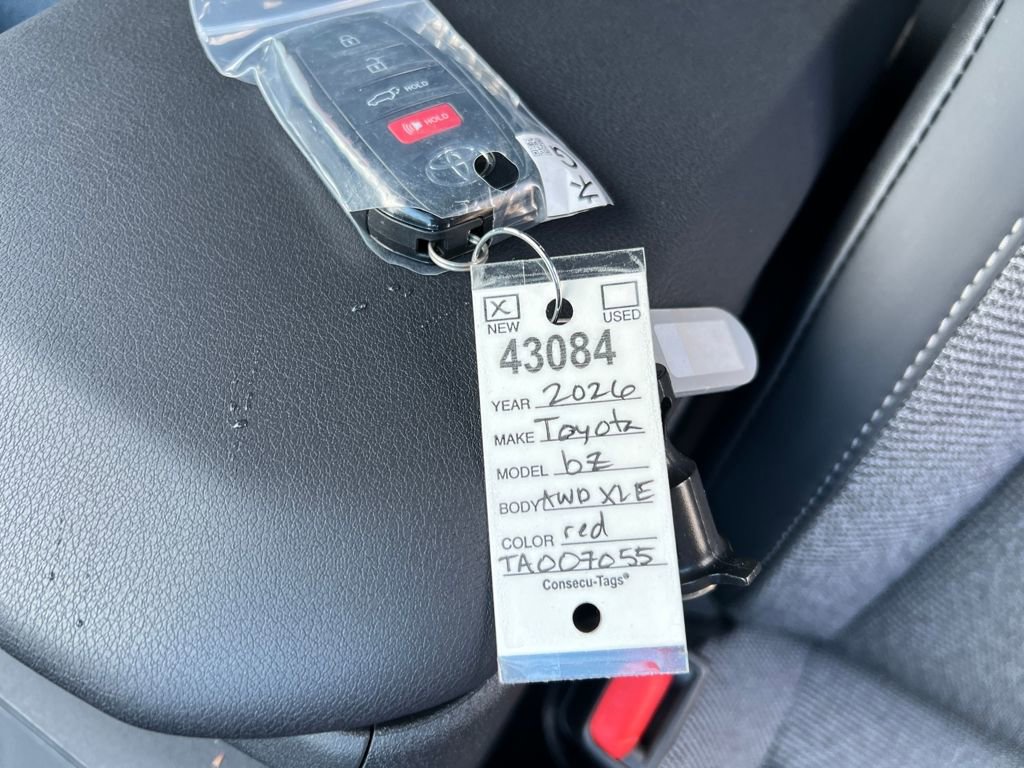 HOLD
HOLD
G
X
NEW
USED
43084
YEAR 2026
MAKE Toyota
MODEL bz
BODY AWD XLE
COLOR red
TA007055
Consecu-Tags®